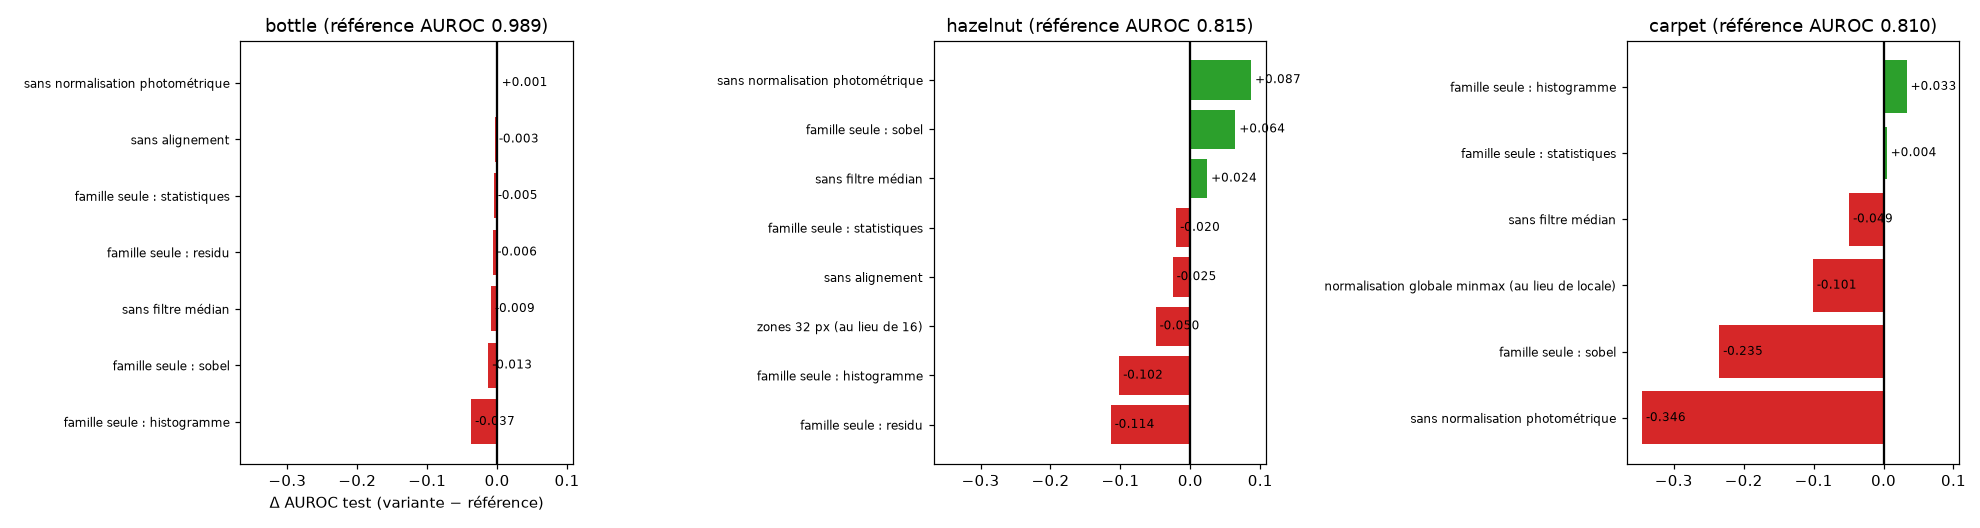 bottle (référence AUROC 0.989)
sans normalisation photométrique
+0.001
sans alignement
-0.003
famille seule : statistiques
-0.005
famille seule : residu
-0.006
sans filtre médian
-0.009
famille seule : sobel
-0.013
famille seule : histogramme
-0.037
−0.3 −0.2 −0.1 0.0 0.1
Δ AUROC test (variante − référence)
hazelnut (référence AUROC 0.815)
sans normalisation photométrique
+0.087
famille seule : sobel
+0.064
sans filtre médian
+0.024
famille seule : statistiques
-0.020
sans alignement
-0.025
zones 32 px (au lieu de 16)
-0.050
famille seule : histogramme
-0.102
famille seule : residu
-0.114
−0.3 −0.2 −0.1 0.0 0.1
carpet (référence AUROC 0.810)
famille seule : histogramme
+0.033
famille seule : statistiques
+0.004
sans filtre médian
-0.049
normalisation globale minmax (au lieu de locale)
-0.101
famille seule : sobel
-0.235
sans normalisation photométrique
-0.346
−0.3 −0.2 −0.1 0.0 0.1